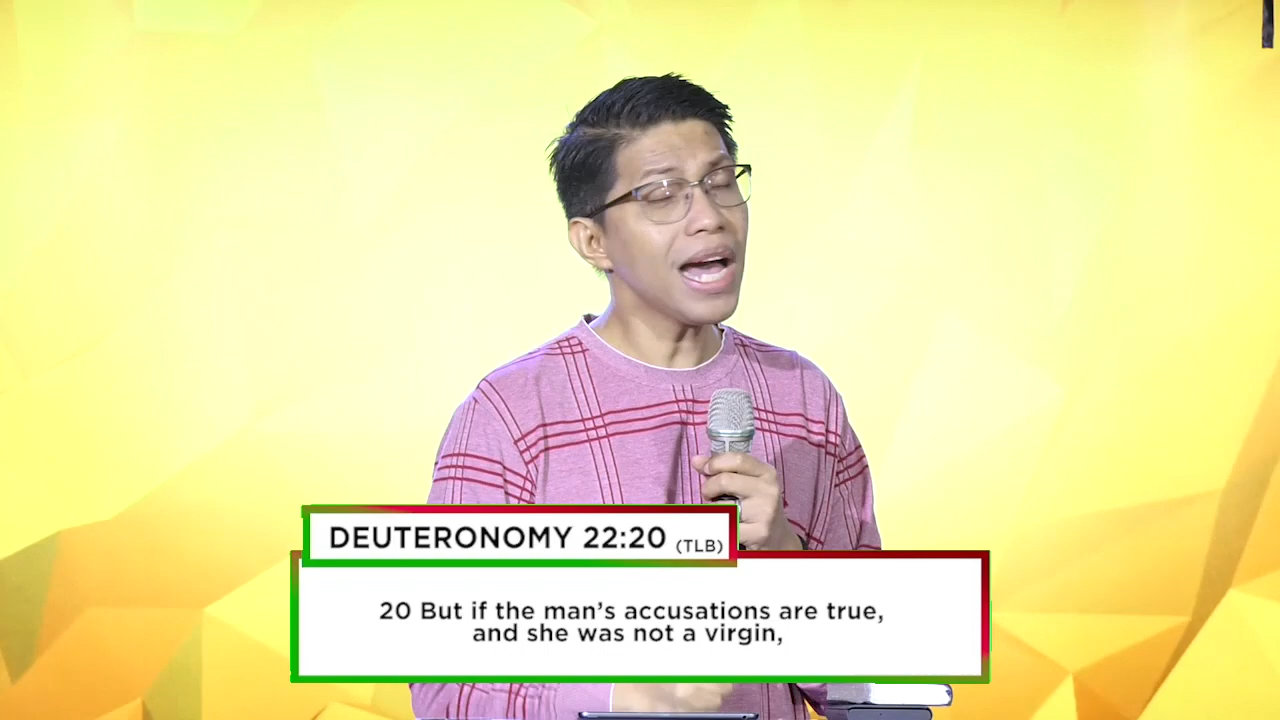 DEUTERONOMY 22:20 (TLB)
20 But if the man’s accusations are true,
and she was not a virgin,